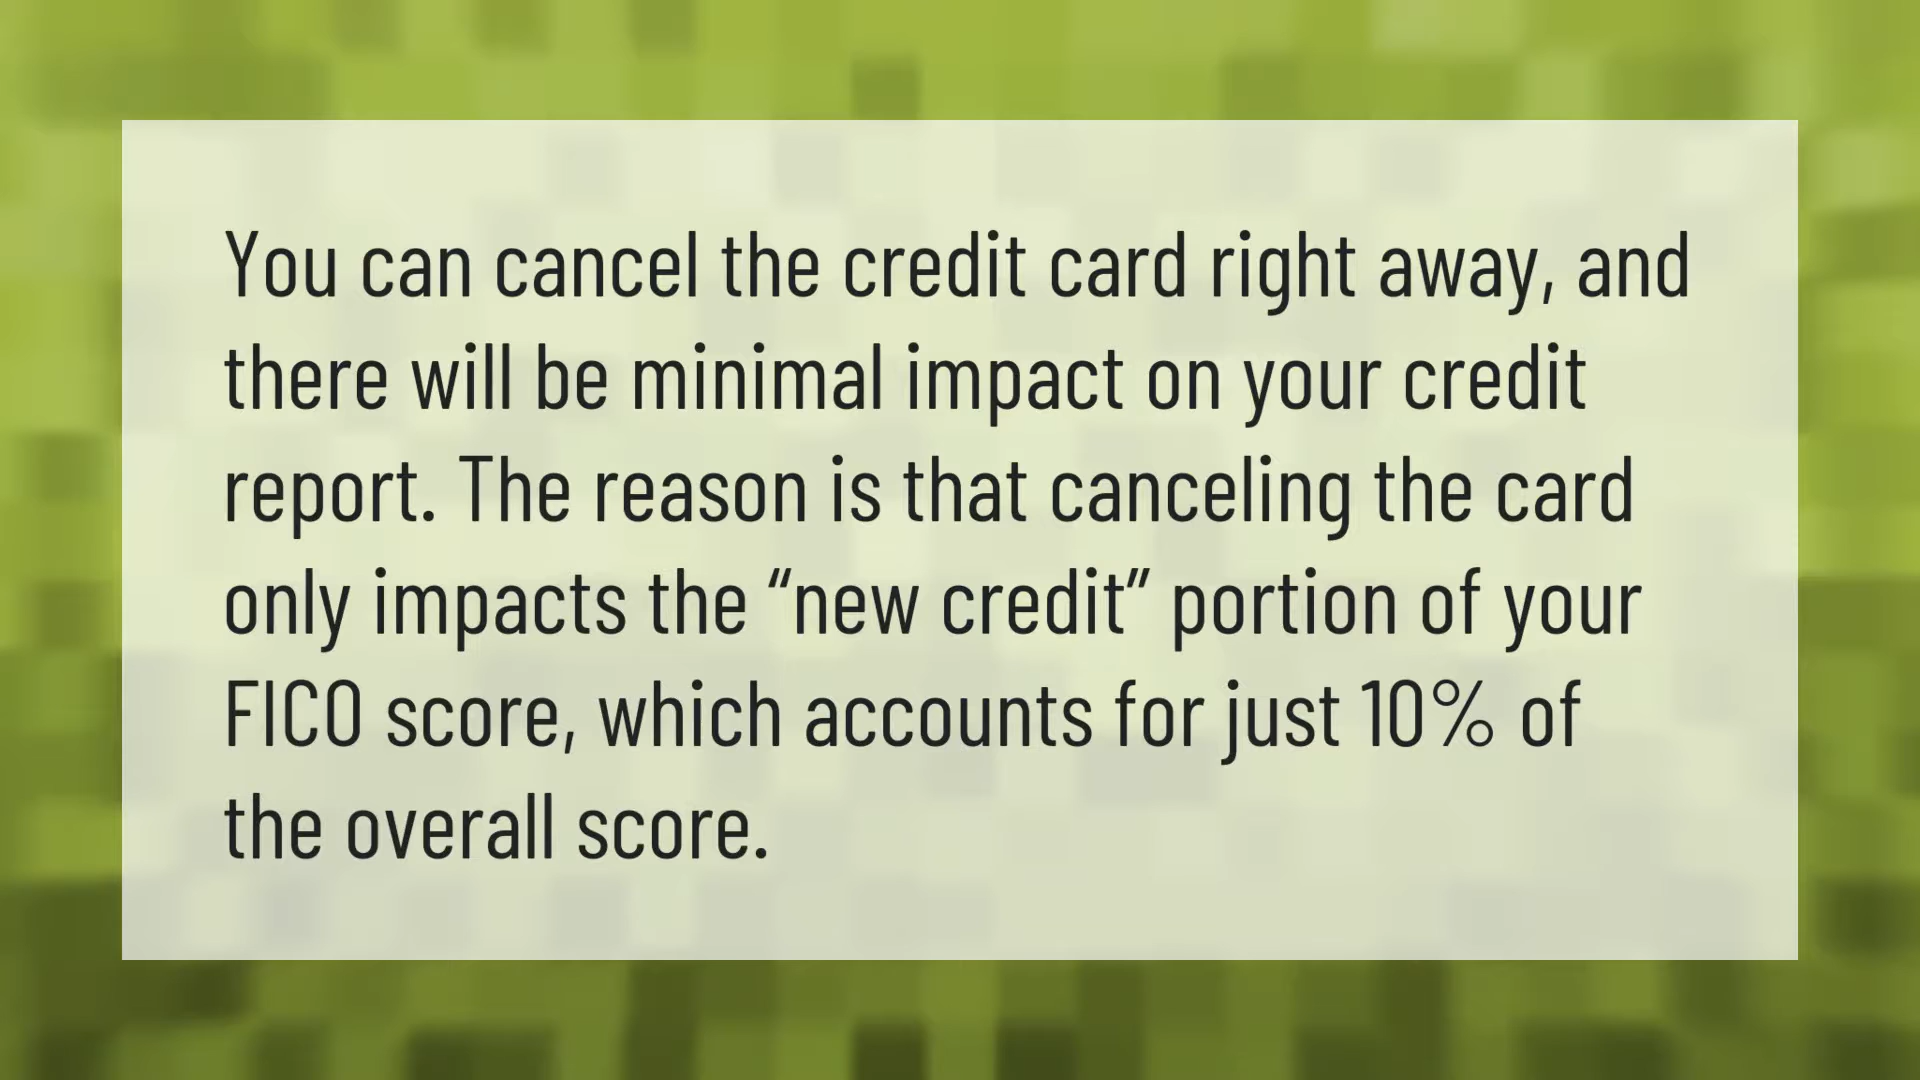 You can cancel the credit card right away, and
there will be minimal impact on your credit
report. The reason is that canceling the card
only impacts the “new credit” portion of your
FICO score, which accounts for just 10% of
the overall score.